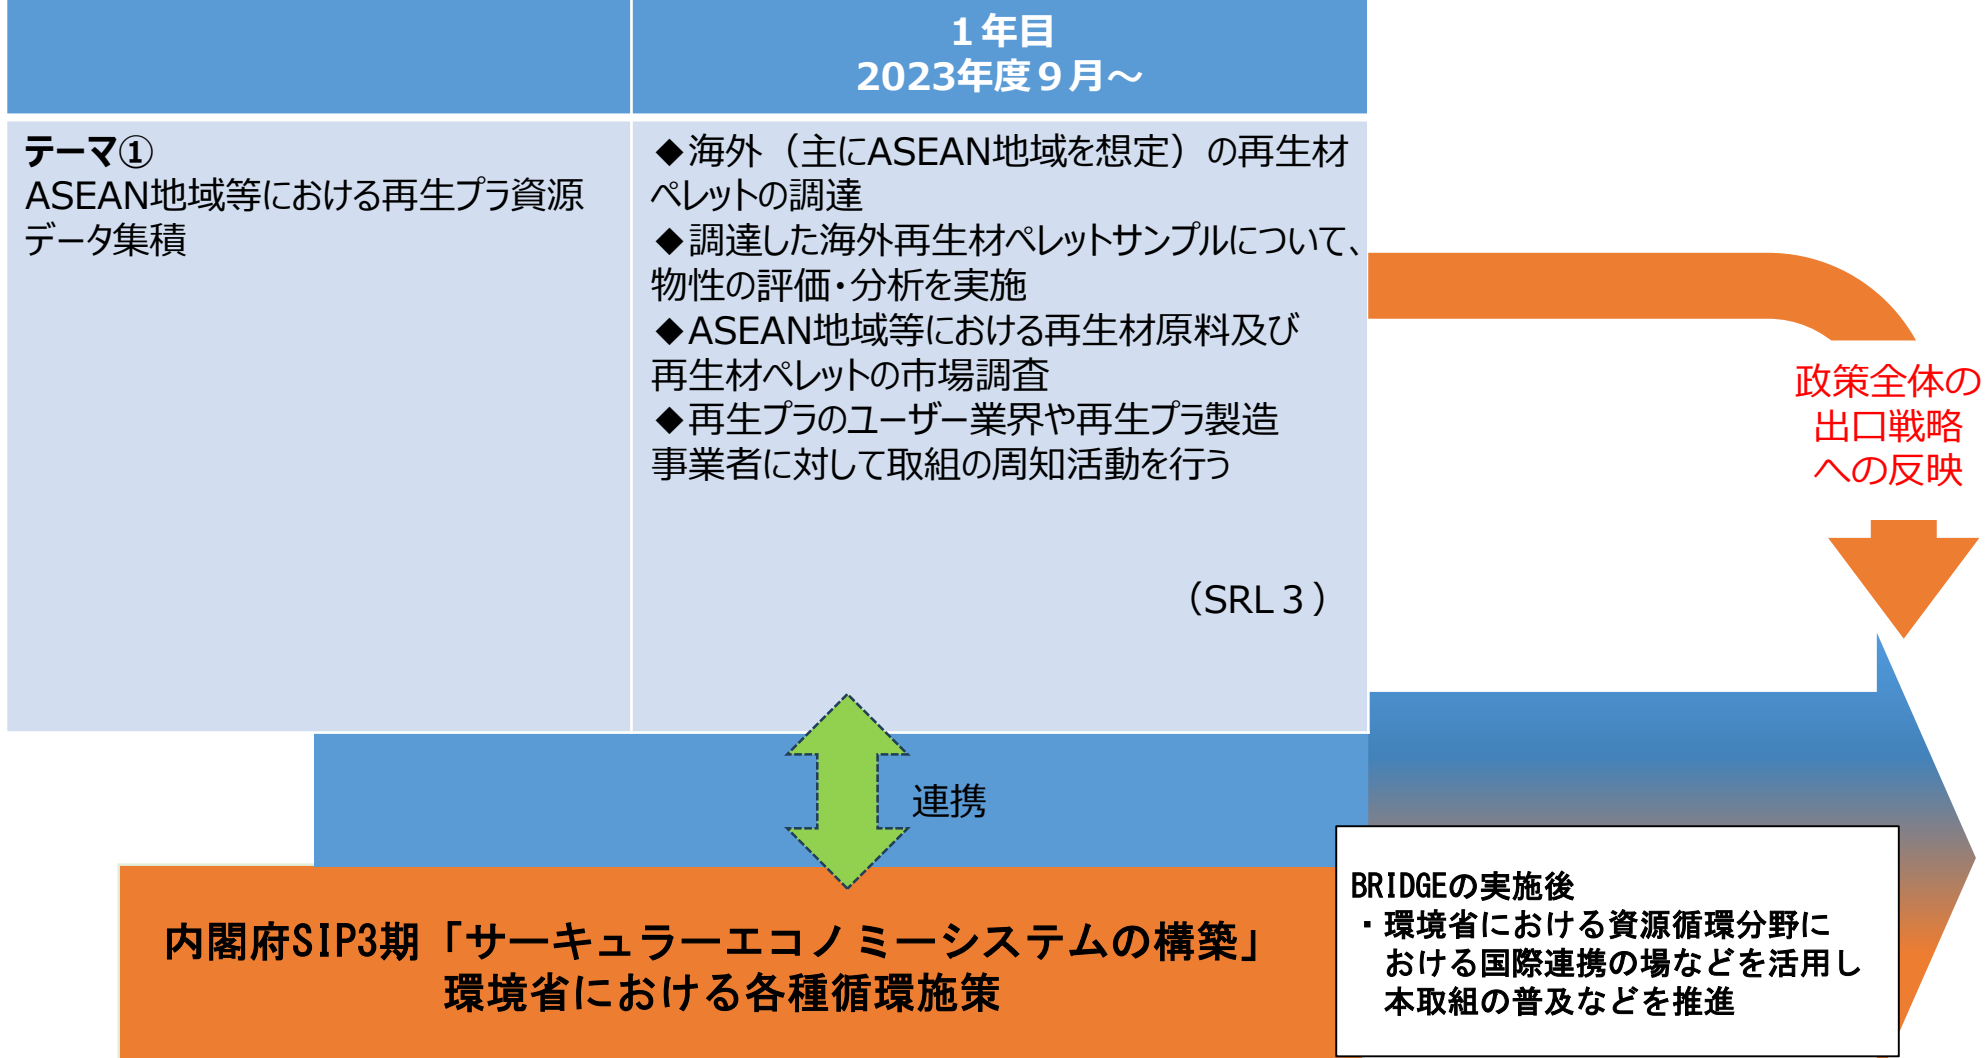 １年目
2023年度９月～
テーマ①
ASEAN地域等における再生プラ資源
データ集積
◆海外（主にASEAN地域を想定）の再生材
ペレットの調達
◆調達した海外再生材ペレットサンプルについて、
物性の評価・分析を実施
◆ASEAN地域等における再生材原料及び
再生材ペレットの市場調査
◆再生プラのユーザー業界や再生プラ製造
事業者に対して取組の周知活動を行う
（SRL３）
政策全体の
出口戦略
への反映
連携
内閣府SIP3期「サーキュラーエコノミーシステムの構築」
環境省における各種循環施策
BRIDGEの実施後
・環境省における資源循環分野に
おける国際連携の場などを活用し
本取組の普及などを推進